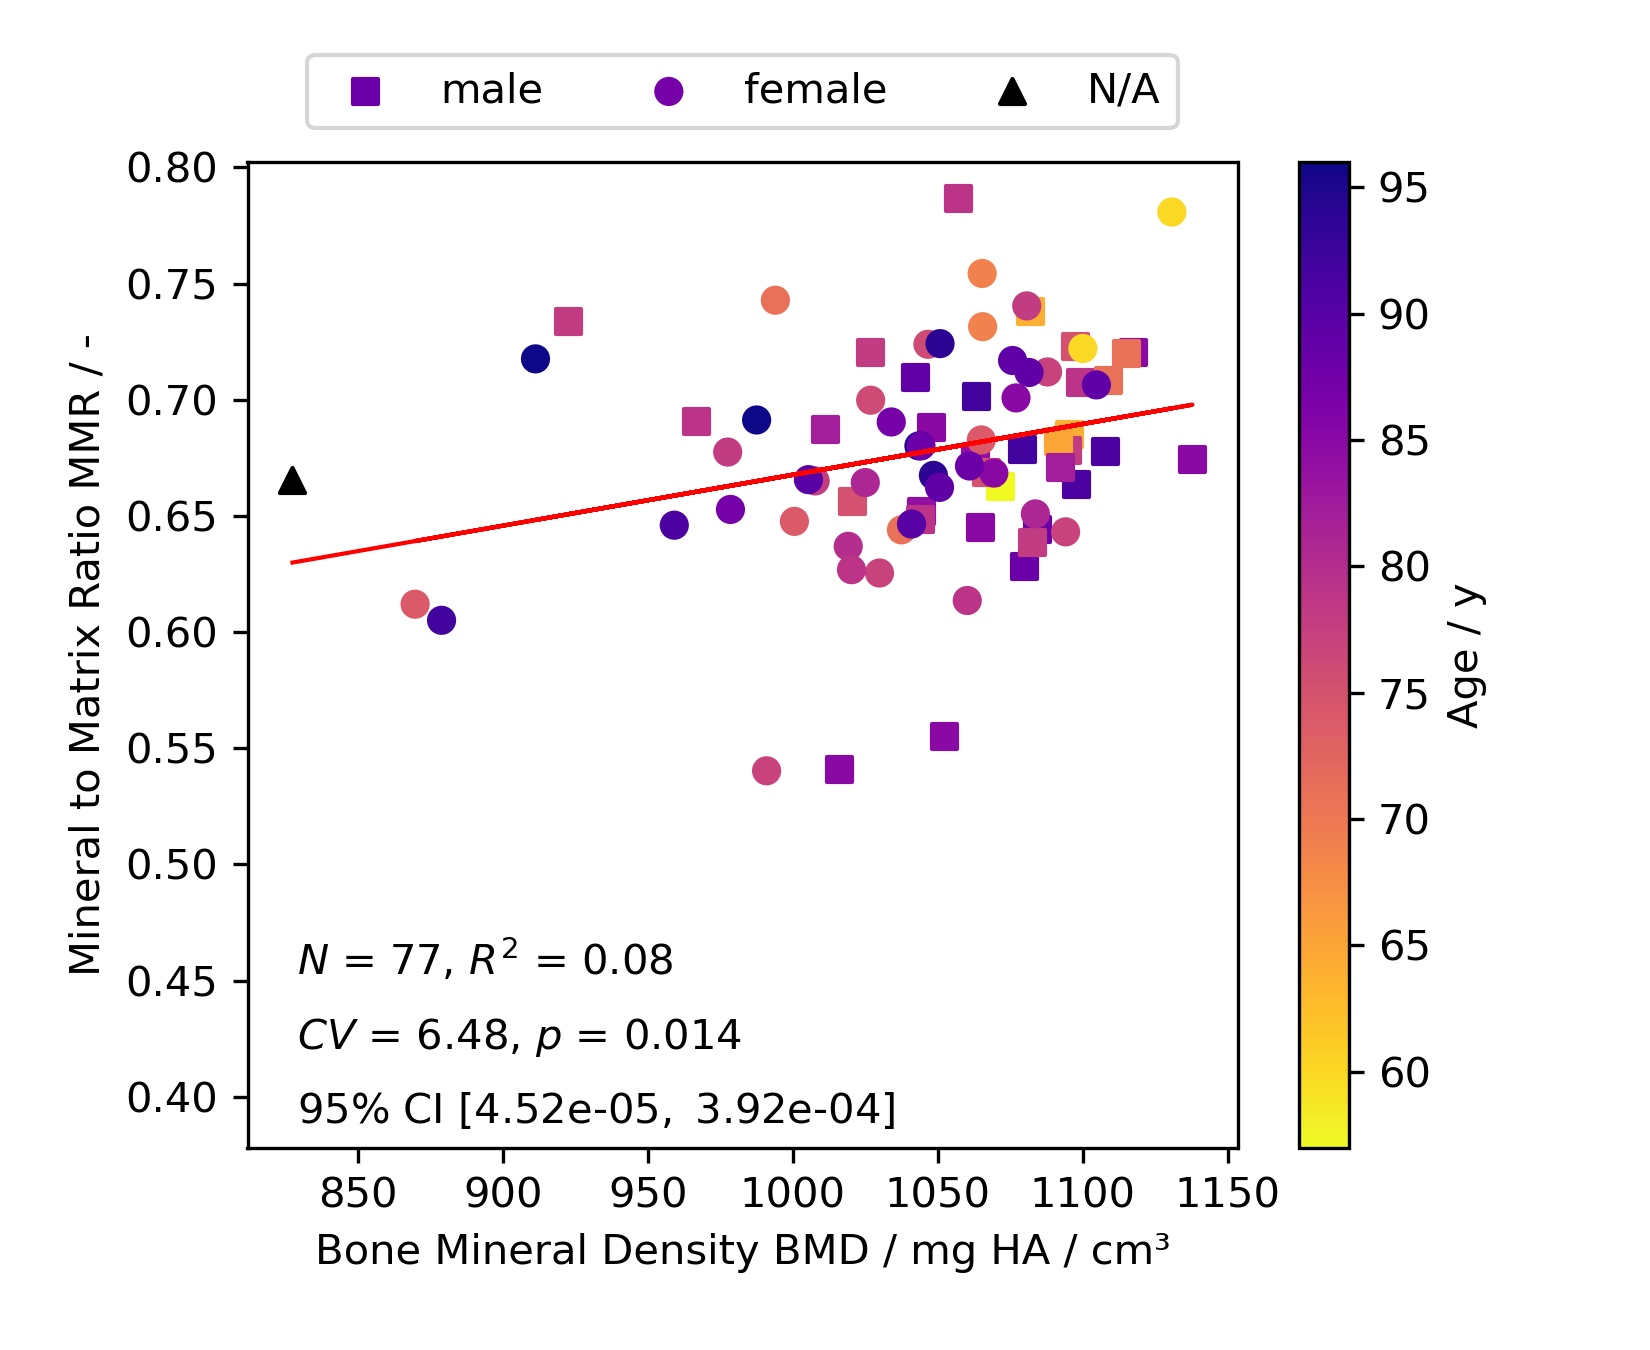 male female N/A
0.80
0.75
0.70
0.65
0.60
0.55
0.50
0.45
0.40
Mineral to Matrix Ratio MMR / -
N = 77, R² = 0.08
CV = 6.48, p = 0.014
95% CI [4.52e-05, 3.92e-04]
850 900 950 1000 1050 1100 1150
Bone Mineral Density BMD / mg HA / cm³
95
90
85
80
75
70
65
60
Age / y